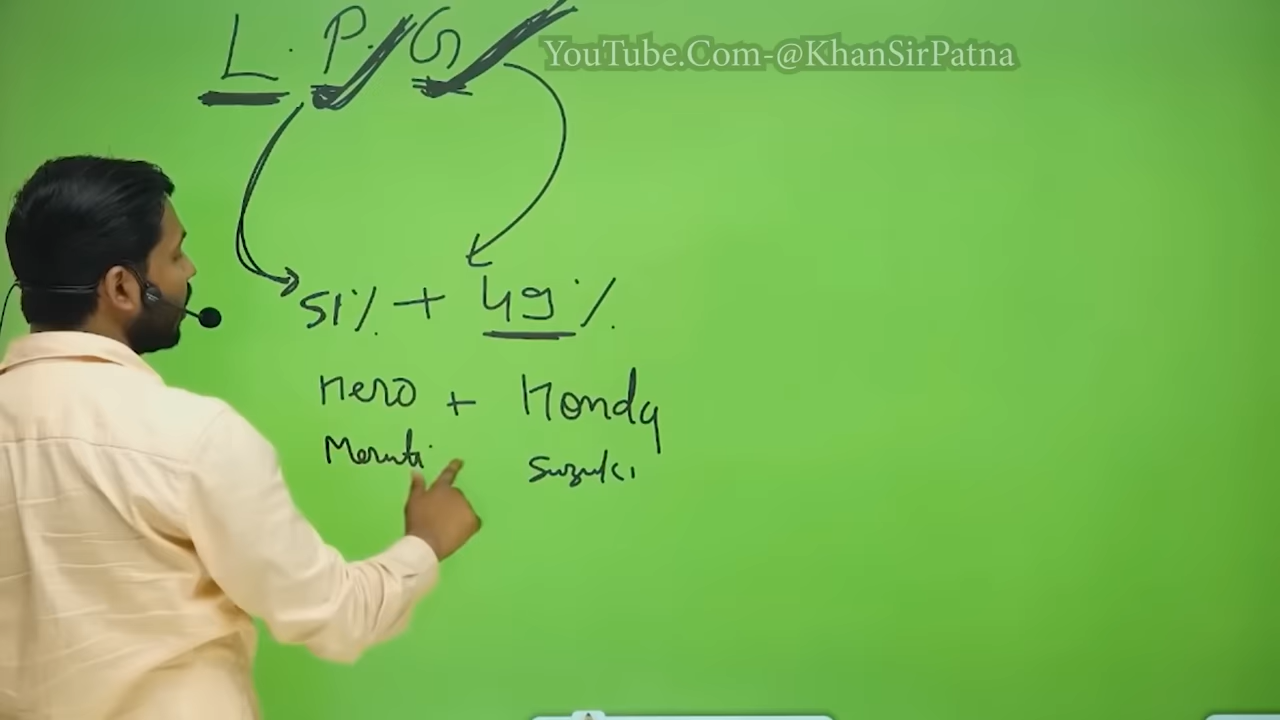 L. P. G
YouTube.Com-@KhanSirPatna
51% + 49%
Hero + Honda
Maruti Suzuki